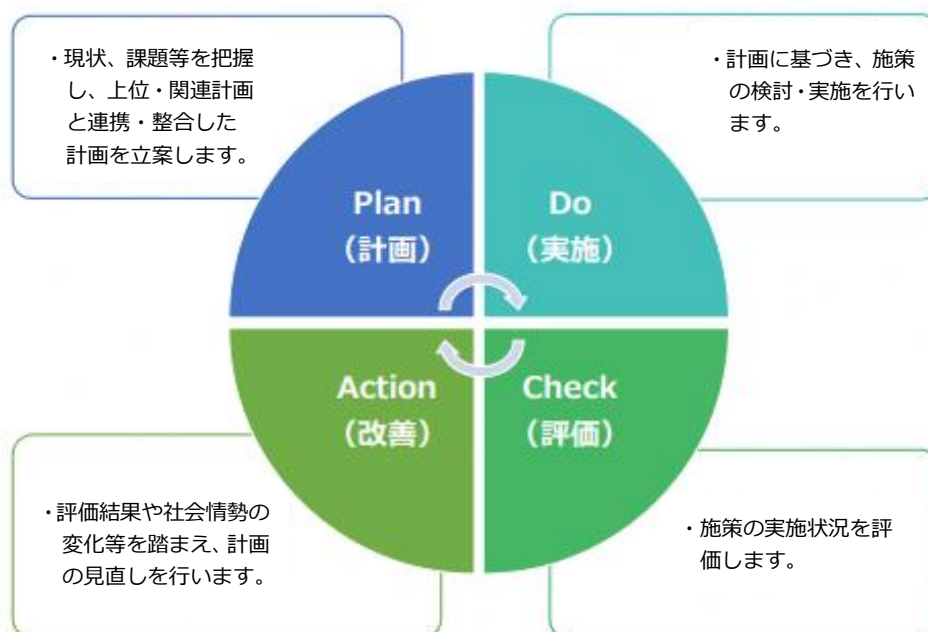 ・現状、課題等を把握
し、上位・関連計画
と連携・整合した
計画を立案します。
・計画に基づき、施策
の検討・実施を行い
ます。
Plan
（計画）
Do
（実施）
Action
（改善）
Check
（評価）
・評価結果や社会情勢の
変化等を踏まえ、計画
の見直しを行います。
・施策の実施状況を評
価します。